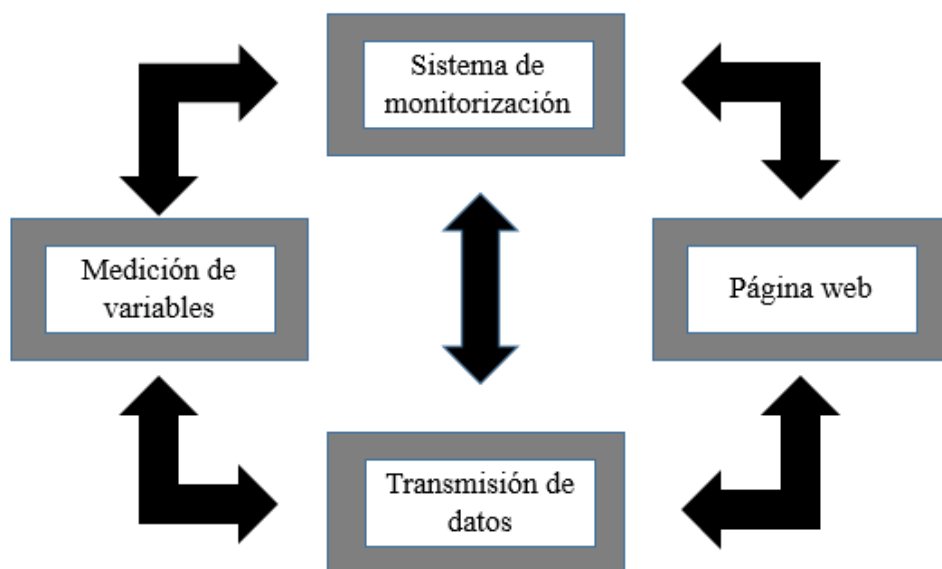 Sistema de
monitorización
Medición de
variables
Página web
Transmisión de
datos